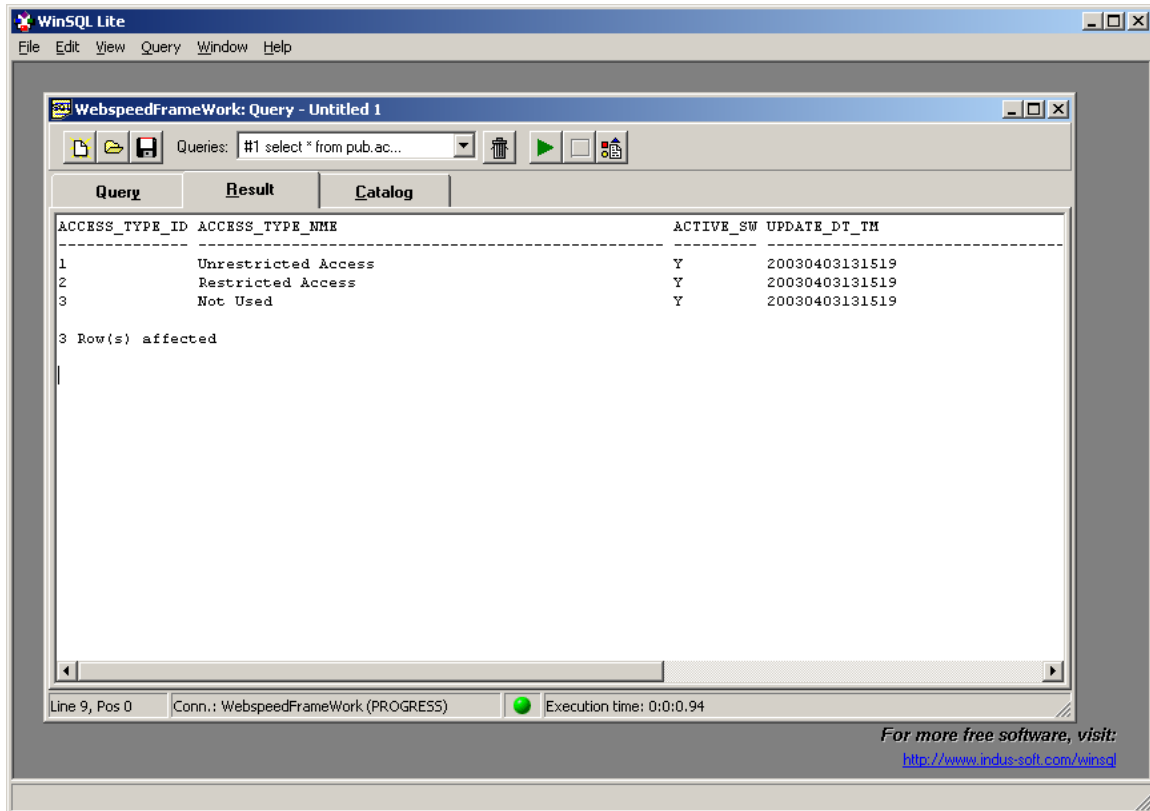 WinSQL Lite
File Edit View Query Window Help
WebspeedFrameWork: Query - Untitled 1
Queries: #1 select * from pub.ac...
Query Result Catalog
ACCESS_TYPE_ID ACCESS_TYPE_NME ACTIVE_SW UPDATE_DT_TM
-------------- -------------------------------------------------- --------- --------------------------------
1 Unrestricted Access Y 20030403131519
2 Restricted Access Y 20030403131519
3 Not Used Y 20030403131519
3 Row(s) affected
Line 9, Pos 0 Conn.: WebspeedFrameWork (PROGRESS) Execution time: 0:0:0.94
For more free software, visit:
http://www.indus-soft.com/winsql